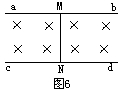 a M b
× × × ×
× × × ×
c N d
图6